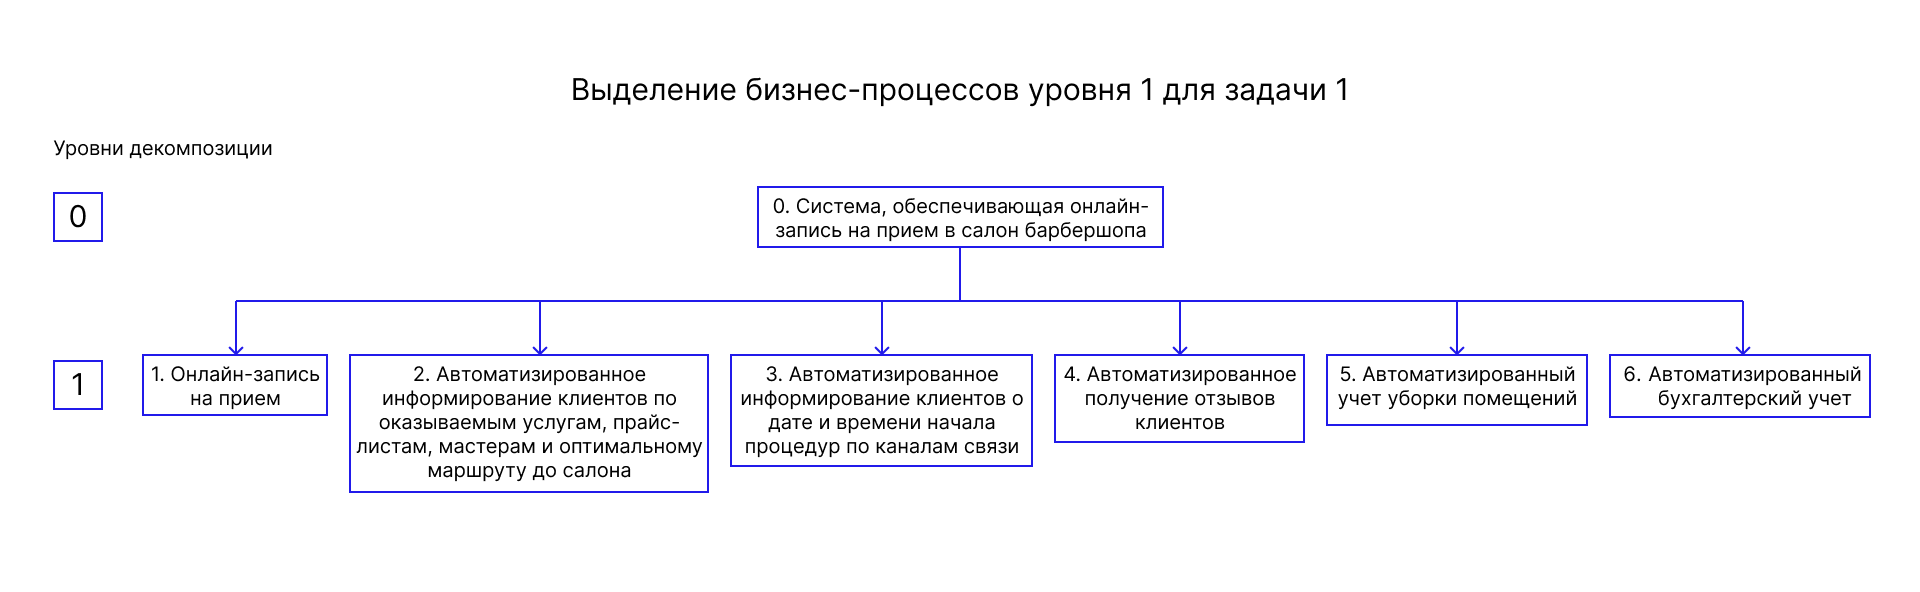 Выделение бизнес-процессов уровня 1 для задачи 1
Уровни декомпозиции
0
0. Система, обеспечивающая онлайн-
запись на прием в салон барбершопа
1
1. Онлайн-запись
на прием
2. Автоматизированное
информирование клиентов по
оказываемым услугам, прайс-
листам, мастерам и оптимальному
маршруту до салона
3. Автоматизированное
информирование клиентов о
дате и времени начала
процедур по каналам связи
4. Автоматизированное
получение отзывов
клиентов
5. Автоматизированный
учет уборки помещений
6. Автоматизированный
бухгалтерский учет